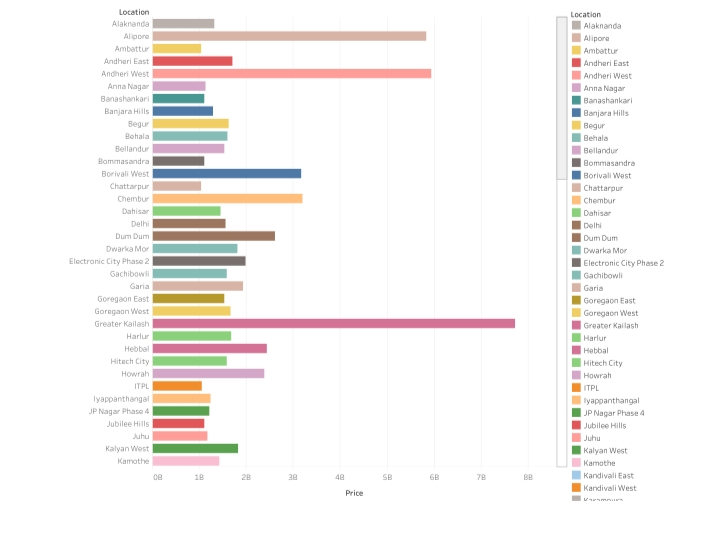 Location
Alaknanda
Alipore
Ambattur
Andheri East
Andheri West
Anna Nagar
Banashankari
Banjara Hills
Begur
Behala
Bellandur
Bommasandra
Borivali West
Chattarpur
Chembur
Dahisar
Delhi
Dum Dum
Dwarka Mor
Electronic City Phase 2
Gachibowli
Garia
Goregaon East
Goregaon West
Greater Kailash
Harlur
Hebbal
Hitech City
Howrah
ITPL
Iyappanthangal
JP Nagar Phase 4
Jubilee Hills
Juhu
Kalyan West
Kamothe
0B 1B 2B 3B 4B 5B 6B 7B 8B
Price
Location
Alaknanda
Alipore
Ambattur
Andheri East
Andheri West
Anna Nagar
Banashankari
Banjara Hills
Begur
Behala
Bellandur
Bommasandra
Borivali West
Chattarpur
Chembur
Dahisar
Delhi
Dum Dum
Dwarka Mor
Electronic City Phase 2
Gachibowli
Garia
Goregaon East
Goregaon West
Greater Kailash
Harlur
Hebbal
Hitech City
Howrah
ITPL
Iyappanthangal
JP Nagar Phase 4
Jubilee Hills
Juhu
Kalyan West
Kamothe
Kandivali East
Kandivali West